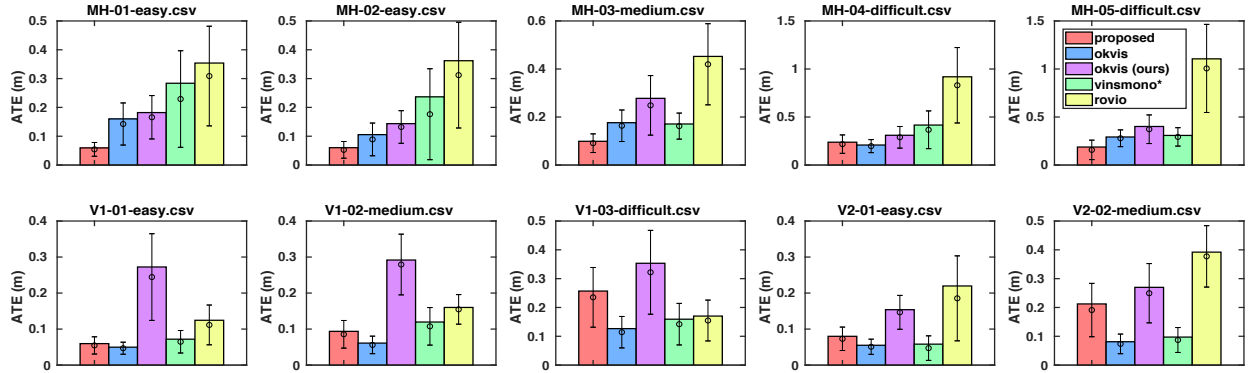 MH-01-easy.csv
ATE (m)
0.5
0.4
0.3
0.2
0.1
0
MH-02-easy.csv
ATE (m)
0.5
0.4
0.3
0.2
0.1
0
MH-03-medium.csv
ATE (m)
0.6
0.4
0.2
0
MH-04-difficult.csv
ATE (m)
1.5
1
0.5
0
MH-05-difficult.csv
ATE (m)
1.5
1
0.5
0
proposed
okvis
okvis (ours)
vinsmono*
rovio
V1-01-easy.csv
ATE (m)
0.4
0.3
0.2
0.1
0
V1-02-medium.csv
ATE (m)
0.4
0.3
0.2
0.1
0
V1-03-difficult.csv
ATE (m)
0.5
0.4
0.3
0.2
0.1
0
V2-01-easy.csv
ATE (m)
0.4
0.3
0.2
0.1
0
V2-02-medium.csv
ATE (m)
0.5
0.4
0.3
0.2
0.1
0